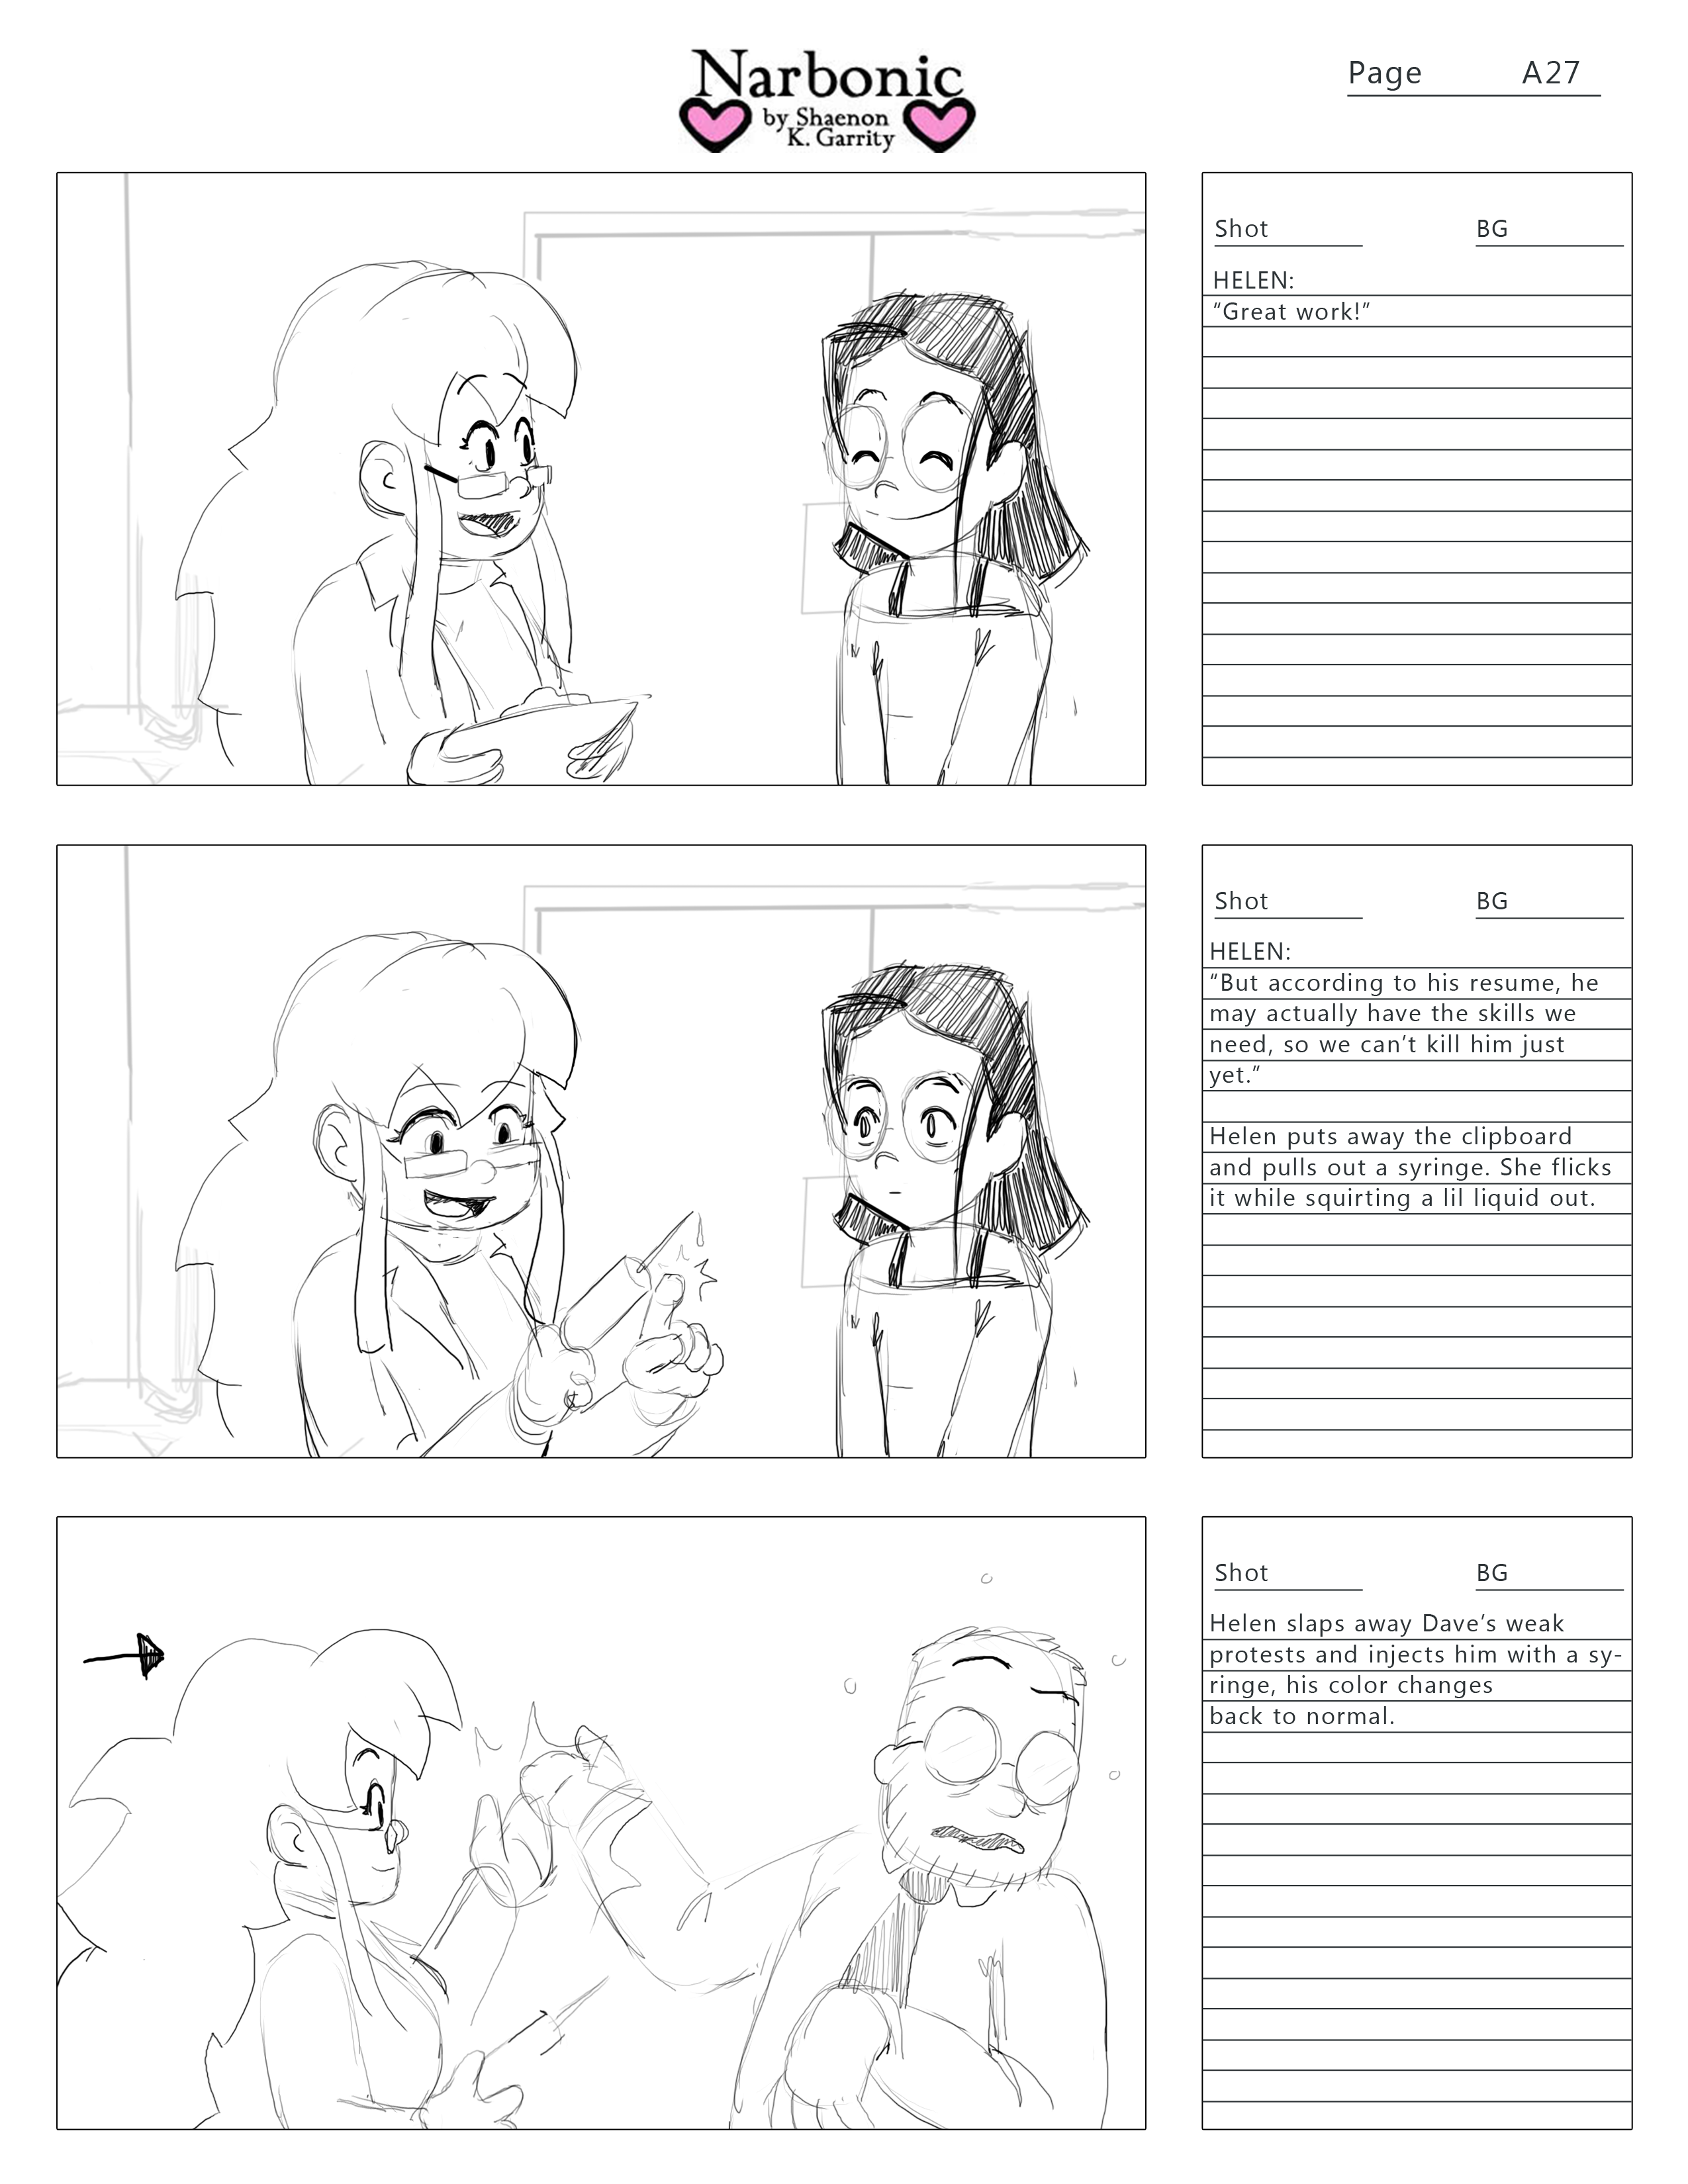 Narbonic
by Shaenon
K. Garrity
Page A27
Shot BG
HELEN:
“Great work!”
Shot BG
HELEN:
“But according to his resume, he
may actually have the skills we
need, so we can’t kill him just
yet.”
Helen puts away the clipboard
and pulls out a syringe. She flicks
it while squirting a lil liquid out.
Shot BG
Helen slaps away Dave’s weak
protests and injects him with a sy-
ringe, his color changes
back to normal.